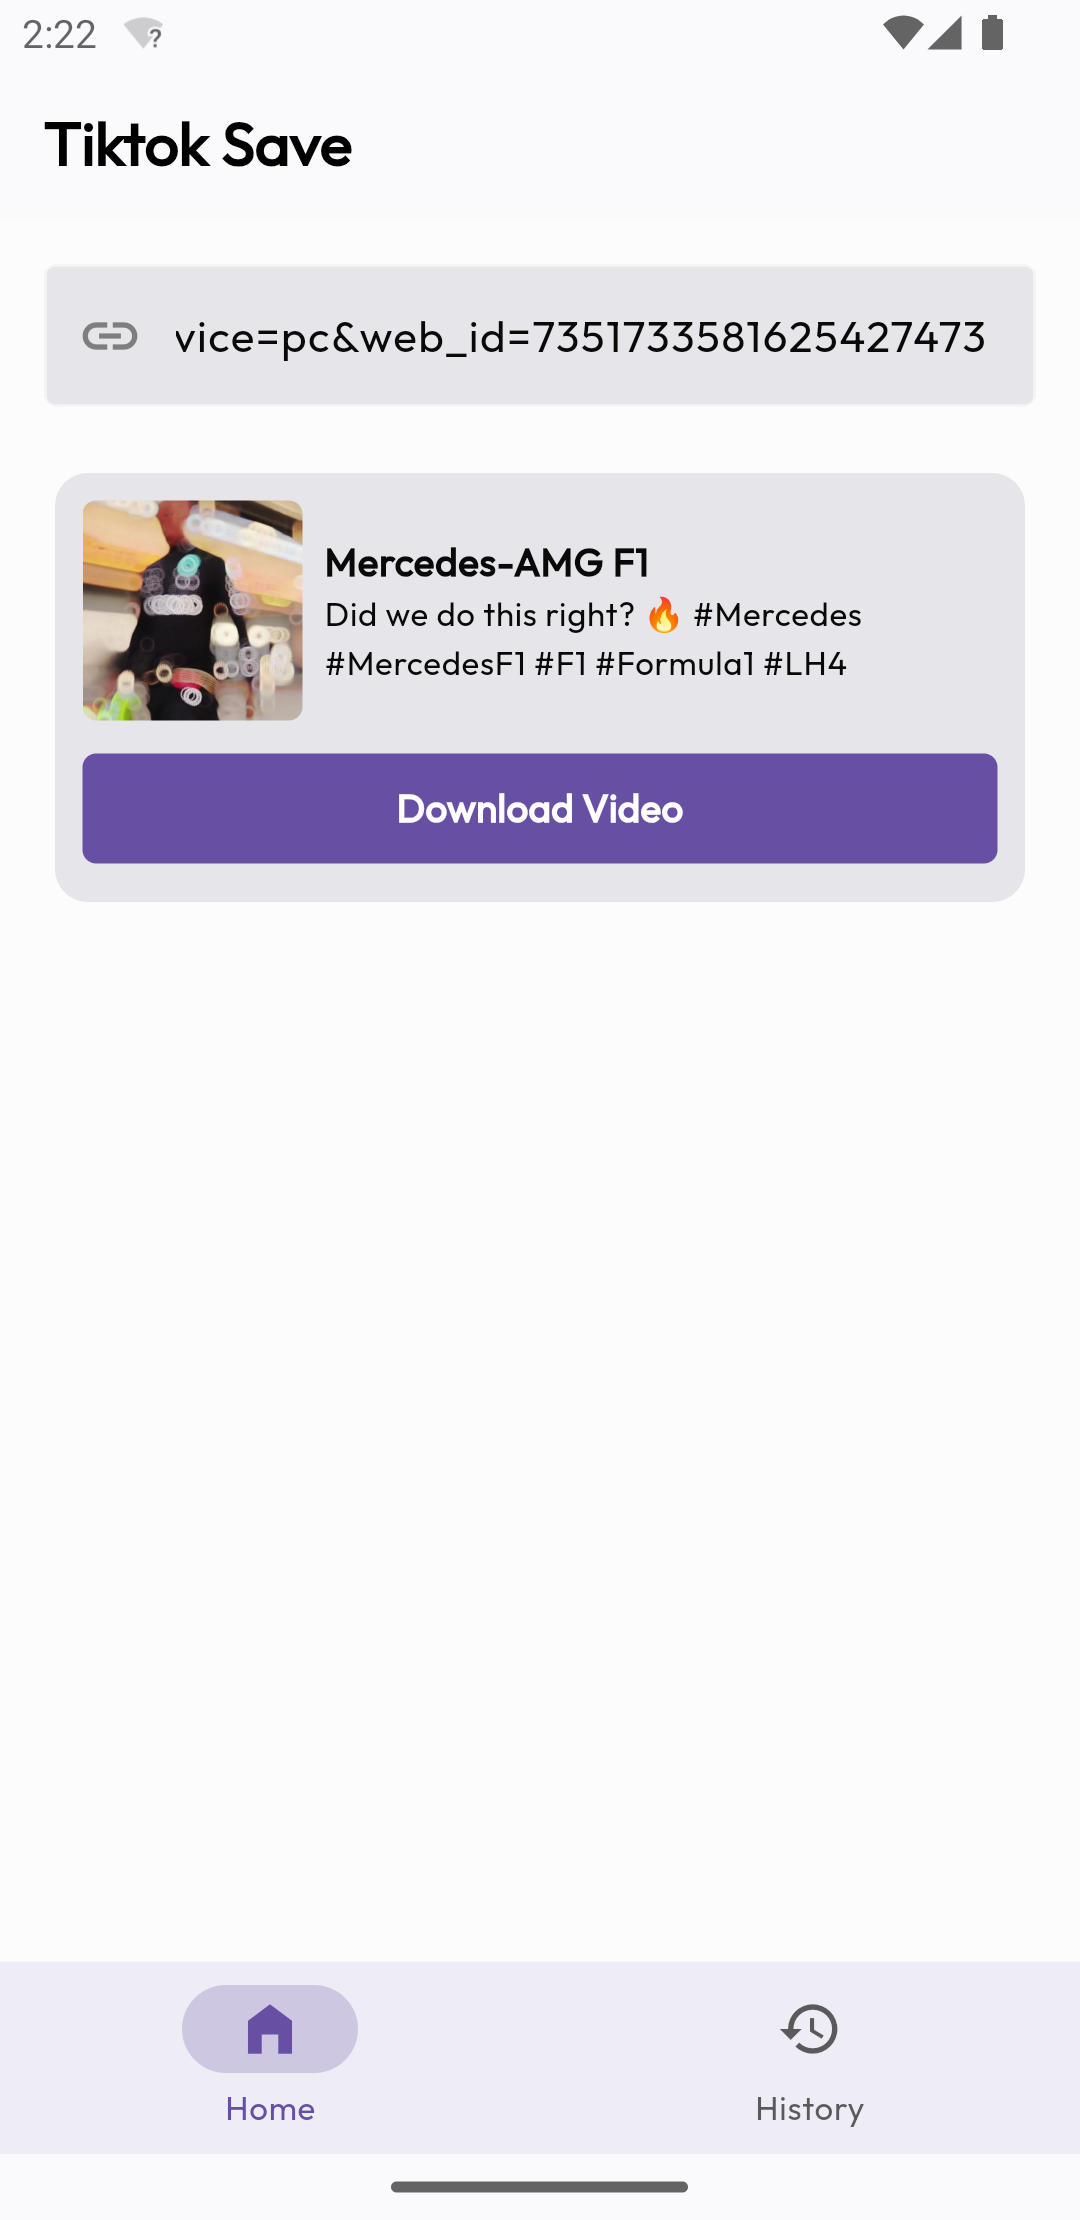 2:22
Tiktok Save
vice=pc&web_id=7351733581625427473
Mercedes-AMG F1
Did we do this right? 🔥 #Mercedes
#MercedesF1 #F1 #Formula1 #LH4
Download Video
Home
History